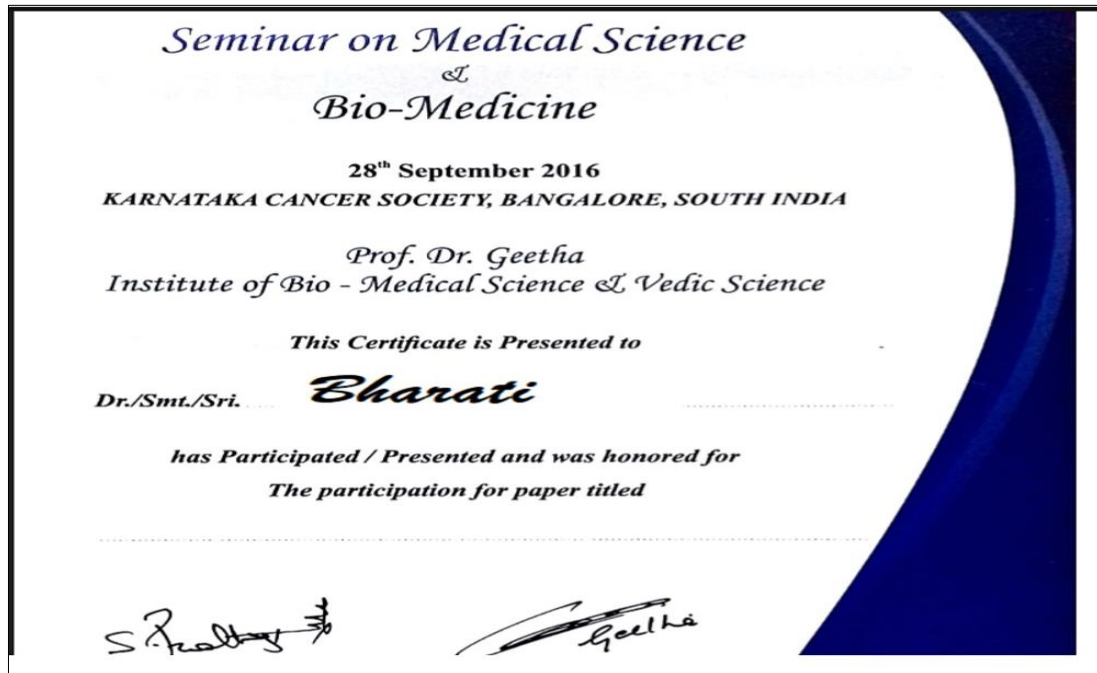 Seminar on Medical Science
&
Bio-Medicine
28th September 2016
KARNATAKA CANCER SOCIETY, BANGALORE, SOUTH INDIA
Prof. Dr. Geetha
Institute of Bio - Medical Science & Vedic Science
This Certificate is Presented to
Dr./Smt./Sri. Bharati
has Participated / Presented and was honored for
The participation for paper titled
Geetha